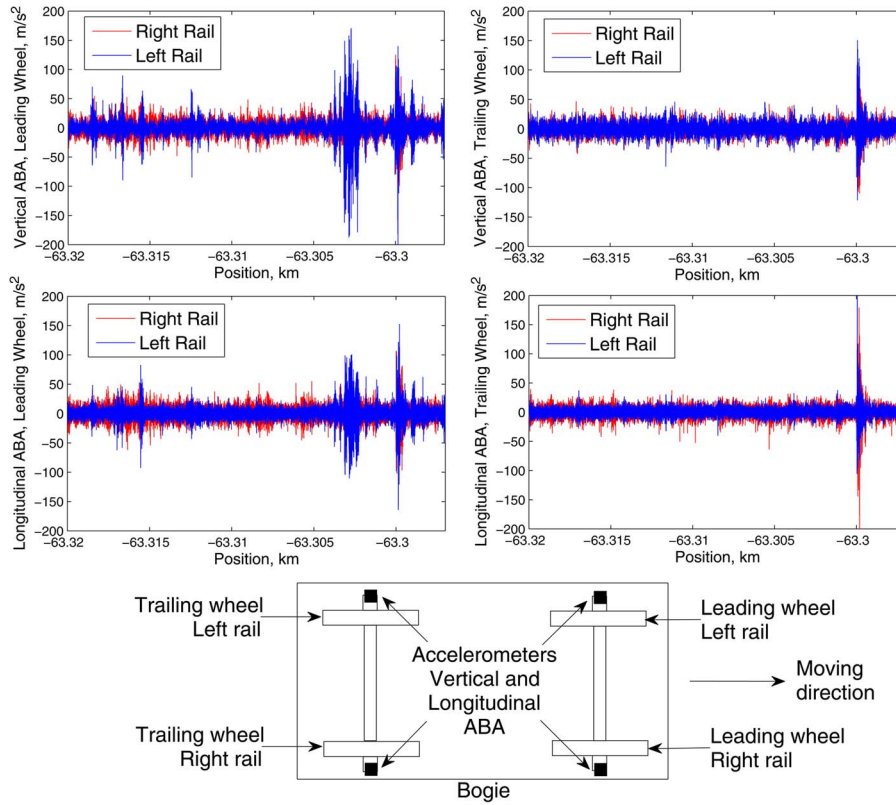 Vertical ABA, Leading Wheel, m/s²
200
150
100
50
0
−50
−100
−150
−200
Right Rail
Left Rail
−63.32
−63.315
−63.31
−63.305
−63.3
Position, km
Vertical ABA, Trailing Wheel, m/s²
200
150
100
50
0
−50
−100
−150
−200
Right Rail
Left Rail
−63.32
−63.315
−63.31
−63.305
−63.3
Position, km
Longitudinal ABA, Leading Wheel, m/s²
200
150
100
50
0
−50
−100
−150
−200
Right Rail
Left Rail
−63.32
−63.315
−63.31
−63.305
−63.3
Position, km
Longitudinal ABA, Trailing Wheel, m/s²
200
150
100
50
0
−50
−100
−150
−200
Right Rail
Left Rail
−63.32
−63.315
−63.31
−63.305
−63.3
Position, km
Trailing wheel
Left rail
Leading wheel
Left rail
Accelerometers
Vertical and
Longitudinal
ABA
Moving
direction
Trailing wheel
Right rail
Leading wheel
Right rail
Bogie